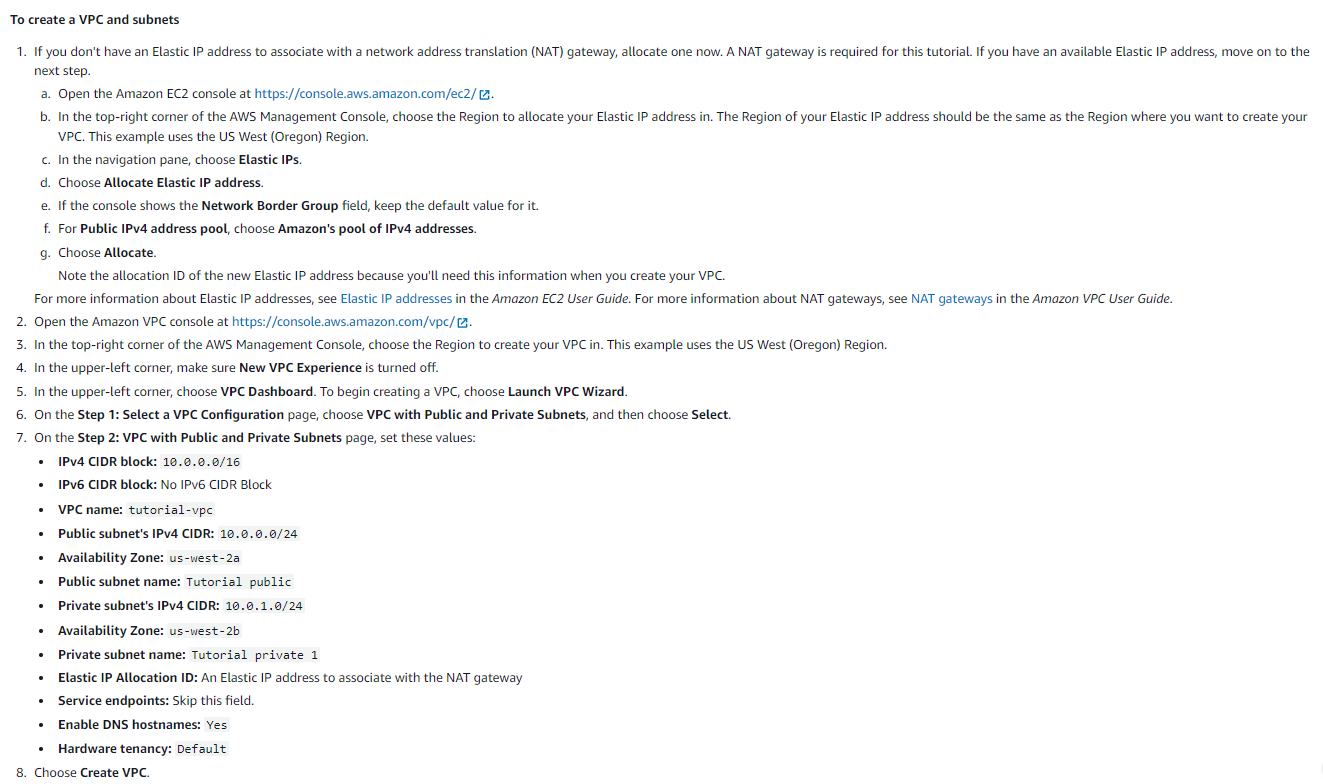 To create a VPC and subnets
1. If you don't have an Elastic IP address to associate with a network address translation (NAT) gateway, allocate one now. A NAT gateway is required for this tutorial. If you have an available Elastic IP address, move on to the
next step.
a. Open the Amazon EC2 console at https://console.aws.amazon.com/ec2/.
b. In the top-right corner of the AWS Management Console, choose the Region to allocate your Elastic IP address in. The Region of your Elastic IP address should be the same as the Region where you want to create your
VPC. This example uses the US West (Oregon) Region.
c. In the navigation pane, choose Elastic IPs.
d. Choose Allocate Elastic IP address.
e. If the console shows the Network Border Group field, keep the default value for it.
f. For Public IPv4 address pool, choose Amazon's pool of IPv4 addresses.
g. Choose Allocate.
Note the allocation ID of the new Elastic IP address because you'll need this information when you create your VPC.
For more information about Elastic IP addresses, see Elastic IP addresses in the Amazon EC2 User Guide. For more information about NAT gateways, see NAT gateways in the Amazon VPC User Guide.
2. Open the Amazon VPC console at https://console.aws.amazon.com/vpc/.
3. In the top-right corner of the AWS Management Console, choose the Region to create your VPC in. This example uses the US West (Oregon) Region.
4. In the upper-left corner, make sure New VPC Experience is turned off.
5. In the upper-left corner, choose VPC Dashboard. To begin creating a VPC, choose Launch VPC Wizard.
6. On the Step 1: Select a VPC Configuration page, choose VPC with Public and Private Subnets, and then choose Select.
7. On the Step 2: VPC with Public and Private Subnets page, set these values:
• IPv4 CIDR block: 10.0.0.0/16
• IPv6 CIDR block: No IPv6 CIDR Block
• VPC name: tutorial-vpc
• Public subnet's IPv4 CIDR: 10.0.0.0/24
• Availability Zone: us-west-2a
• Public subnet name: Tutorial public
• Private subnet's IPv4 CIDR: 10.0.1.0/24
• Availability Zone: us-west-2b
• Private subnet name: Tutorial private 1
• Elastic IP Allocation ID: An Elastic IP address to associate with the NAT gateway
• Service endpoints: Skip this field.
• Enable DNS hostnames: Yes
• Hardware tenancy: Default
8. Choose Create VPC.